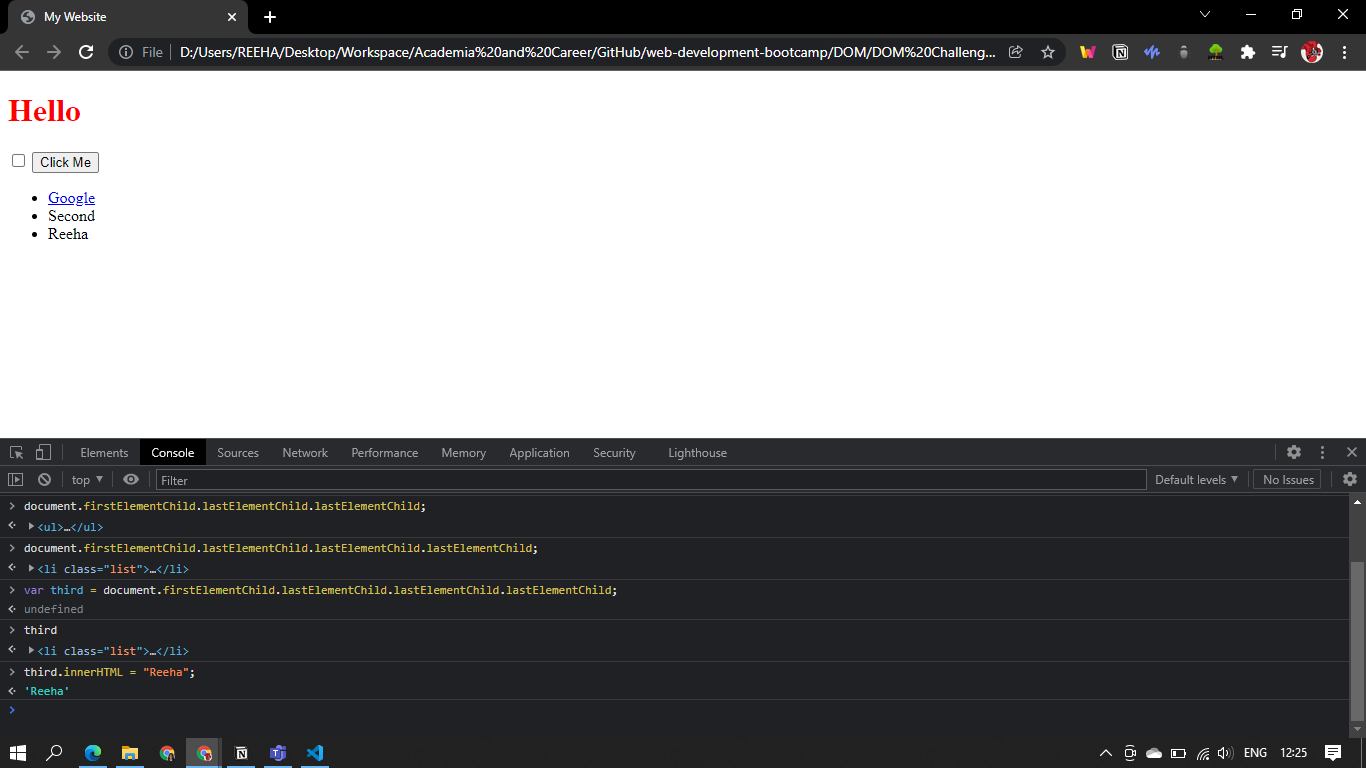 My Website
File
D:/Users/REEHA/Desktop/Workspace/Academia%20and%20Career/GitHub/web-development-bootcamp/DOM/DOM%20Challeng...
Hello
Click Me
Google
Second
Reeha
Elements Console Sources Network Performance Memory Application Security Lighthouse
top Filter Default levels No Issues
document.firstElementChild.lastElementChild.lastElementChild;
<ul>…</ul>
document.firstElementChild.lastElementChild.lastElementChild.lastElementChild;
<li class="list">…</li>
var third = document.firstElementChild.lastElementChild.lastElementChild.lastElementChild;
undefined
third
<li class="list">…</li>
third.innerHTML = "Reeha";
'Reeha'
ENG 12:25